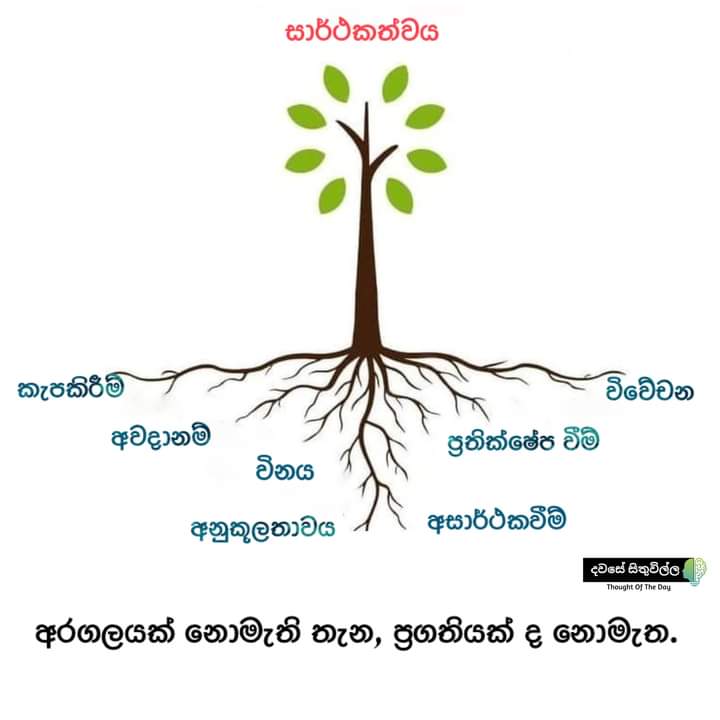 සාර්ථකත්වය
කැපකිරීම්
විවේචන
අවදානම්
ප්‍රතික්ෂේප වීම්
විනය
අනුකූලතාවය
අසාර්ථකවීම්
දවසේ සිතුවිල්ල
Thought Of The Day
අරගලයක් නොමැති තැන, ප්‍රගතියක් ද නොමැත.